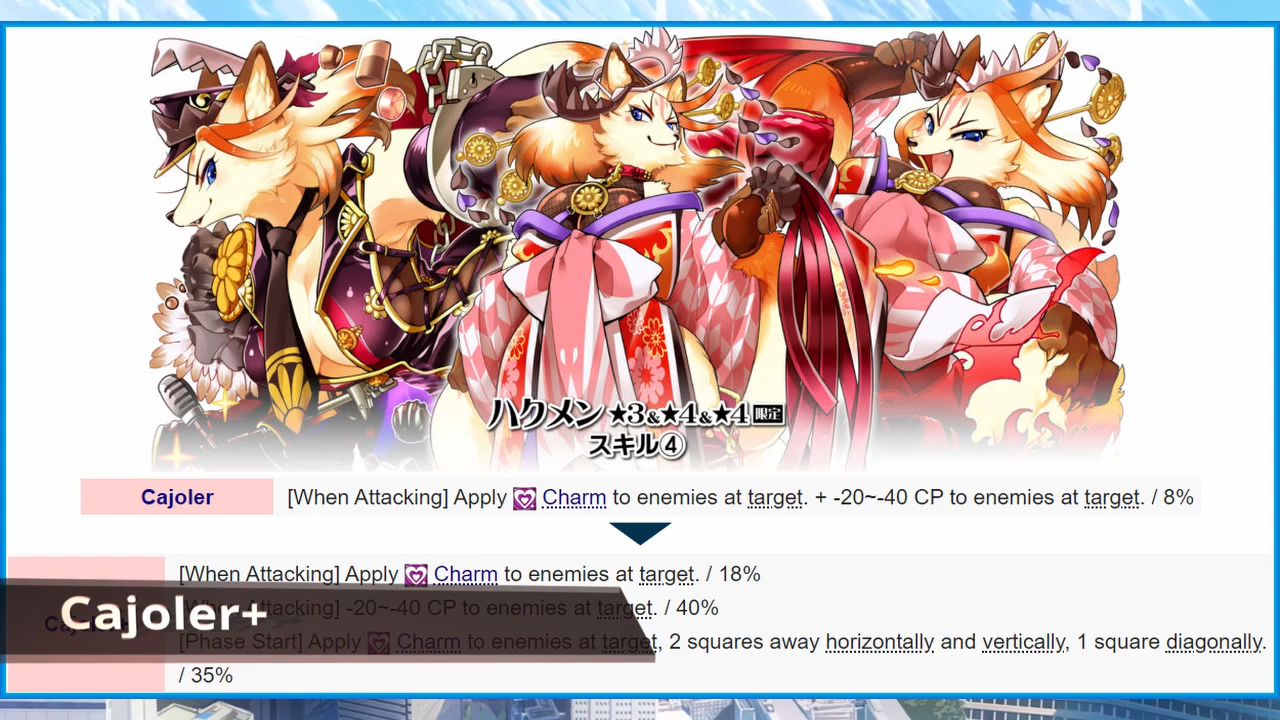 ハクメン★3&★4&★4限定
スキル④
Cajoler [When Attacking] Apply Charm to enemies at target. + -20~-40 CP to enemies at target. / 8%
[When Attacking] Apply Charm to enemies at target. / 18%
[When Attacking] -20~-40 CP to enemies at target. / 40%
Cajoler+
[Phase Start] Apply Charm to enemies at target, 2 squares away horizontally and vertically, 1 square diagonally.
/ 35%